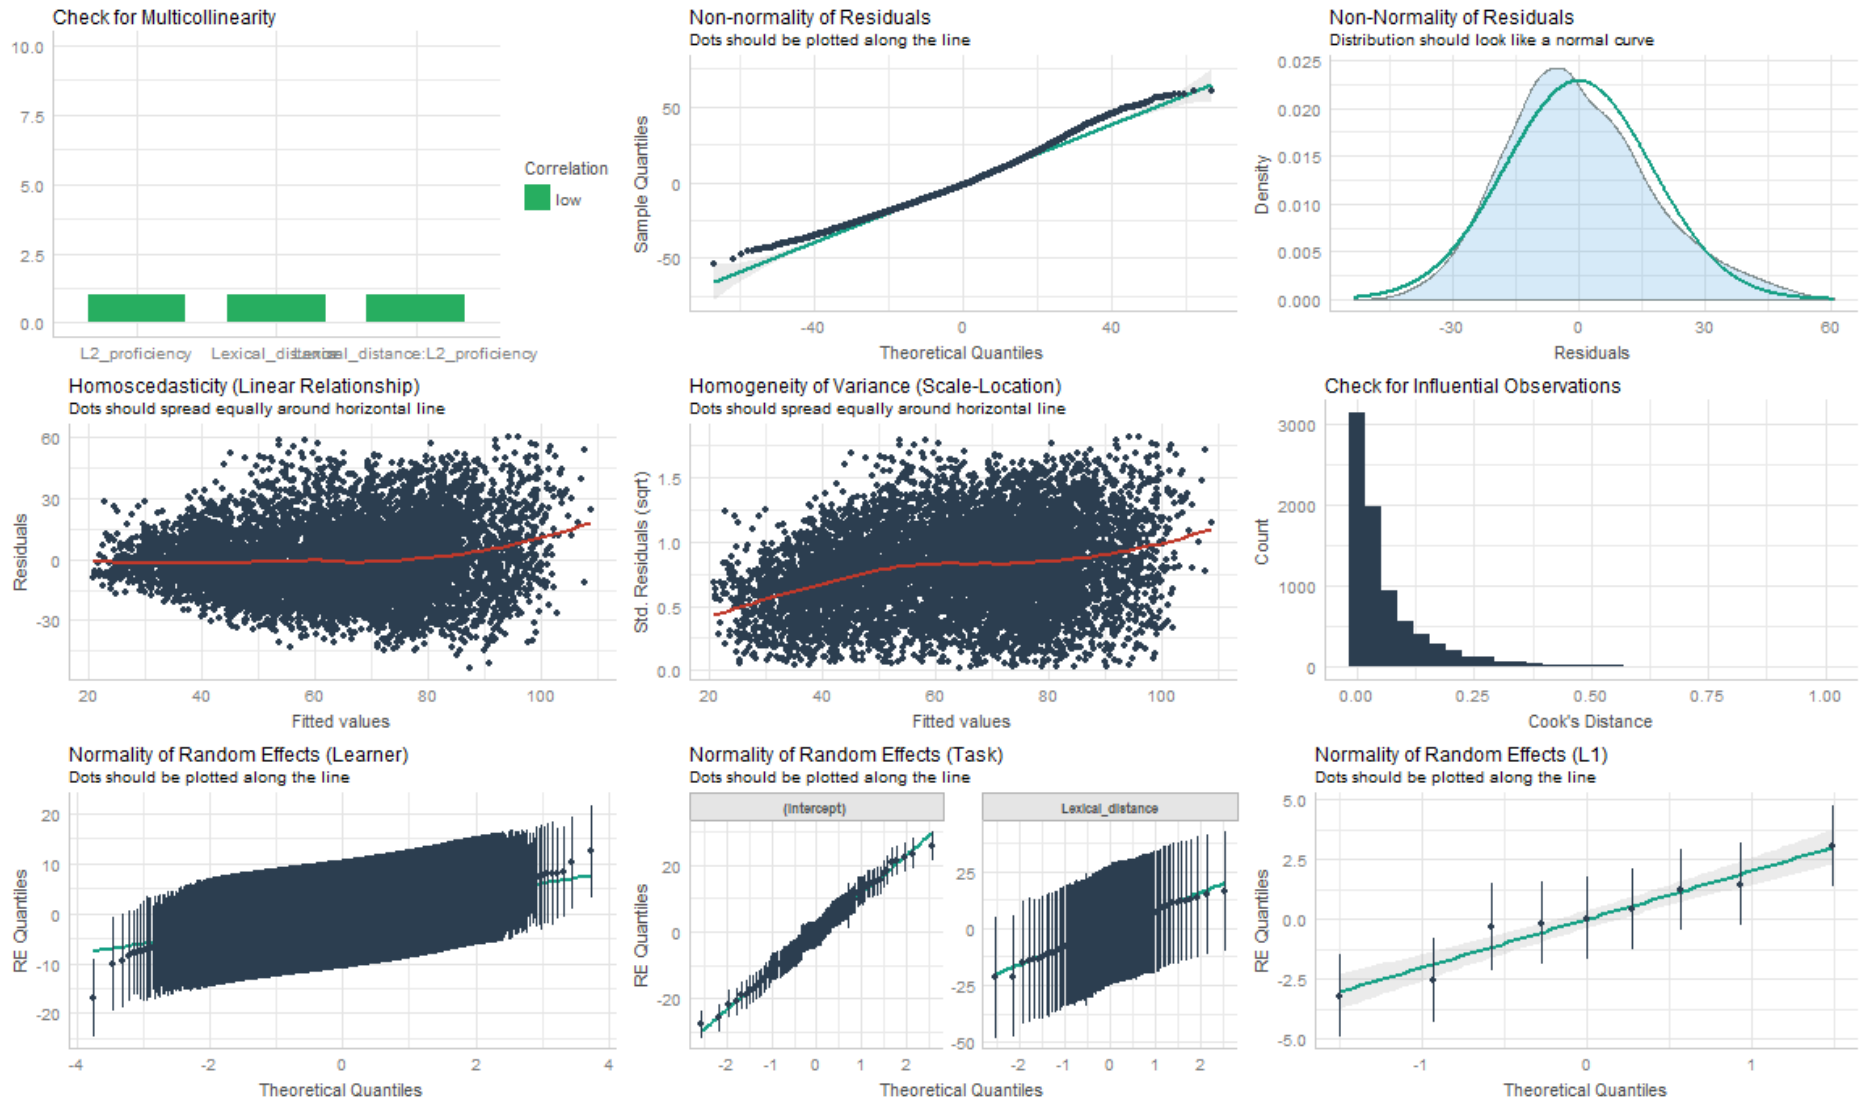 Check for Multicollinearity
10.0
7.5
5.0
2.5
0.0
L2_proficiency
Lexical_distance
Lexical_distance:L2_proficiency
Correlation
low
Non-normality of Residuals
Dots should be plotted along the line
Sample Quantiles
50
0
-50
-40
0
40
Theoretical Quantiles
Non-Normality of Residuals
Distribution should look like a normal curve
Density
0.025
0.020
0.015
0.010
0.005
0.000
-30
0
30
60
Residuals
Homoscedasticity (Linear Relationship)
Dots should spread equally around horizontal line
Residuals
60
30
0
-30
20
40
60
80
100
Fitted values
Homogeneity of Variance (Scale-Location)
Dots should spread equally around horizontal line
Std. Residuals (sqrt)
1.5
1.0
0.5
0.0
20
40
60
80
100
Fitted values
Check for Influential Observations
Count
3000
2000
1000
0
0.00
0.25
0.50
0.75
1.00
Cook's Distance
Normality of Random Effects (Learner)
Dots should be plotted along the line
RE Quantiles
20
10
0
-10
-20
-4
-2
0
2
4
Theoretical Quantiles
Normality of Random Effects (Task)
Dots should be plotted along the line
(Intercept)
Lexical_distance
RE Quantiles
20
0
-20
-2
-1
0
1
2
Theoretical Quantiles
25
0
-25
-50
-2
-1
0
1
2
Theoretical Quantiles
Normality of Random Effects (L1)
Dots should be plotted along the line
RE Quantiles
5.0
2.5
0.0
-2.5
-5.0
-1
0
1
Theoretical Quantiles